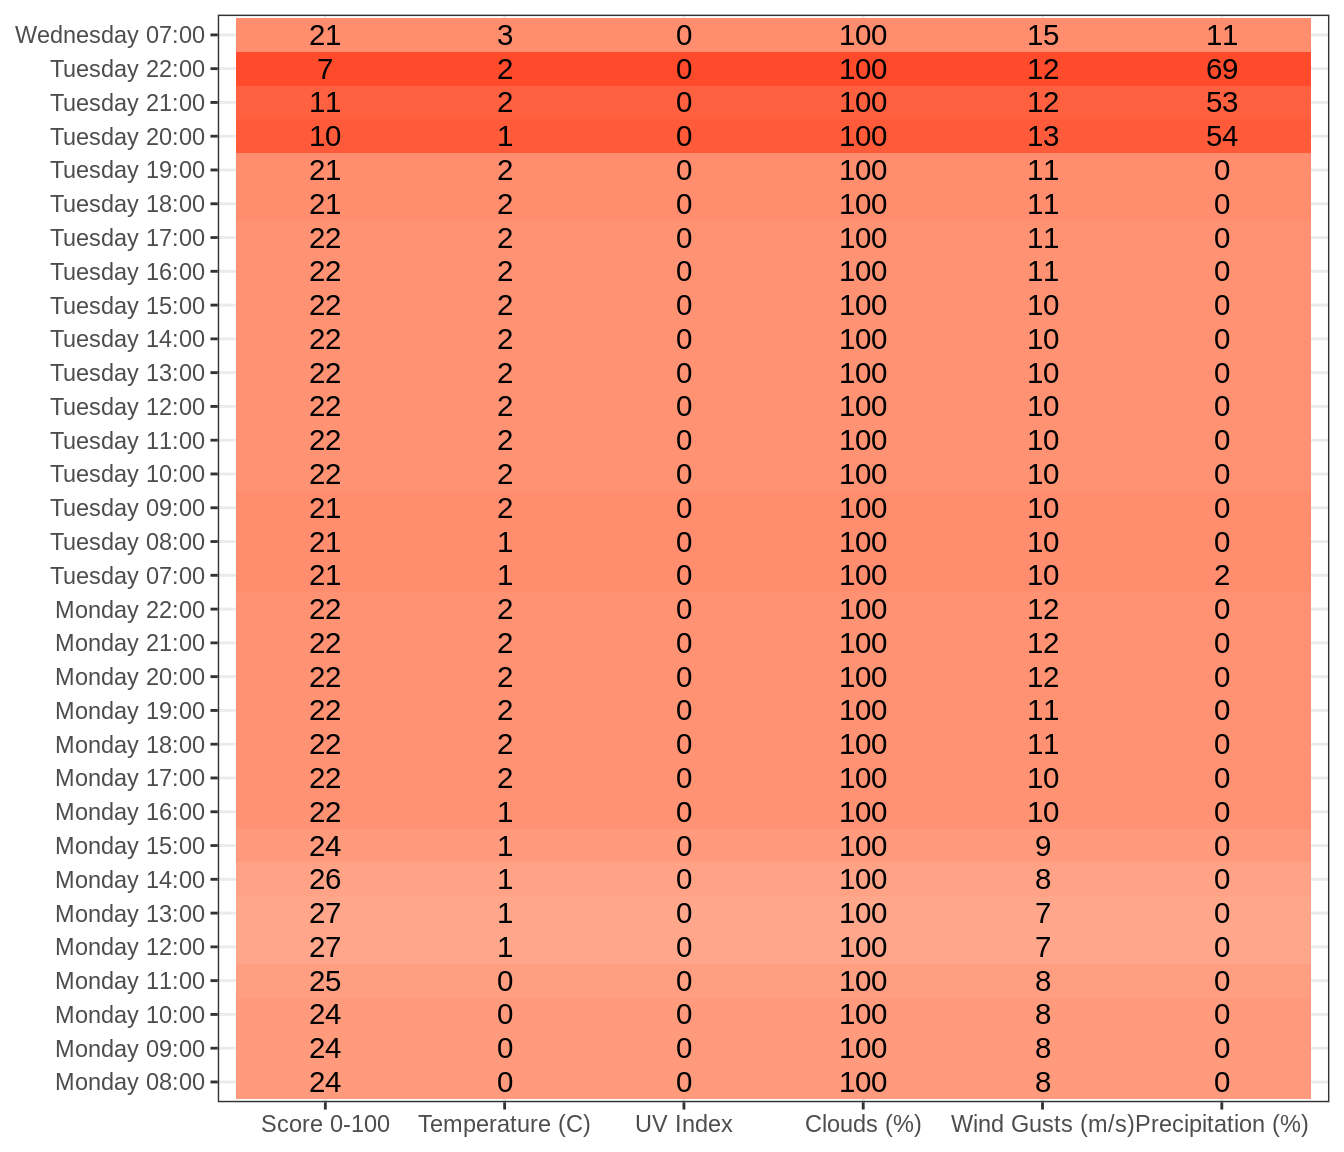 Wednesday 07:00 21 3 0 100 15 11
Tuesday 22:00 7 2 0 100 12 69
Tuesday 21:00 11 2 0 100 12 53
Tuesday 20:00 10 1 0 100 13 54
Tuesday 19:00 21 2 0 100 11 0
Tuesday 18:00 21 2 0 100 11 0
Tuesday 17:00 22 2 0 100 11 0
Tuesday 16:00 22 2 0 100 11 0
Tuesday 15:00 22 2 0 100 10 0
Tuesday 14:00 22 2 0 100 10 0
Tuesday 13:00 22 2 0 100 10 0
Tuesday 12:00 22 2 0 100 10 0
Tuesday 11:00 22 2 0 100 10 0
Tuesday 10:00 22 2 0 100 10 0
Tuesday 09:00 21 2 0 100 10 0
Tuesday 08:00 21 1 0 100 10 0
Tuesday 07:00 21 1 0 100 10 2
Monday 22:00 22 2 0 100 12 0
Monday 21:00 22 2 0 100 12 0
Monday 20:00 22 2 0 100 12 0
Monday 19:00 22 2 0 100 11 0
Monday 18:00 22 2 0 100 11 0
Monday 17:00 22 2 0 100 10 0
Monday 16:00 22 1 0 100 10 0
Monday 15:00 24 1 0 100 9 0
Monday 14:00 26 1 0 100 8 0
Monday 13:00 27 1 0 100 7 0
Monday 12:00 27 1 0 100 7 0
Monday 11:00 25 0 0 100 8 0
Monday 10:00 24 0 0 100 8 0
Monday 09:00 24 0 0 100 8 0
Monday 08:00 24 0 0 100 8 0
Score 0-100 Temperature (C) UV Index Clouds (%) Wind Gusts (m/s) Precipitation (%)